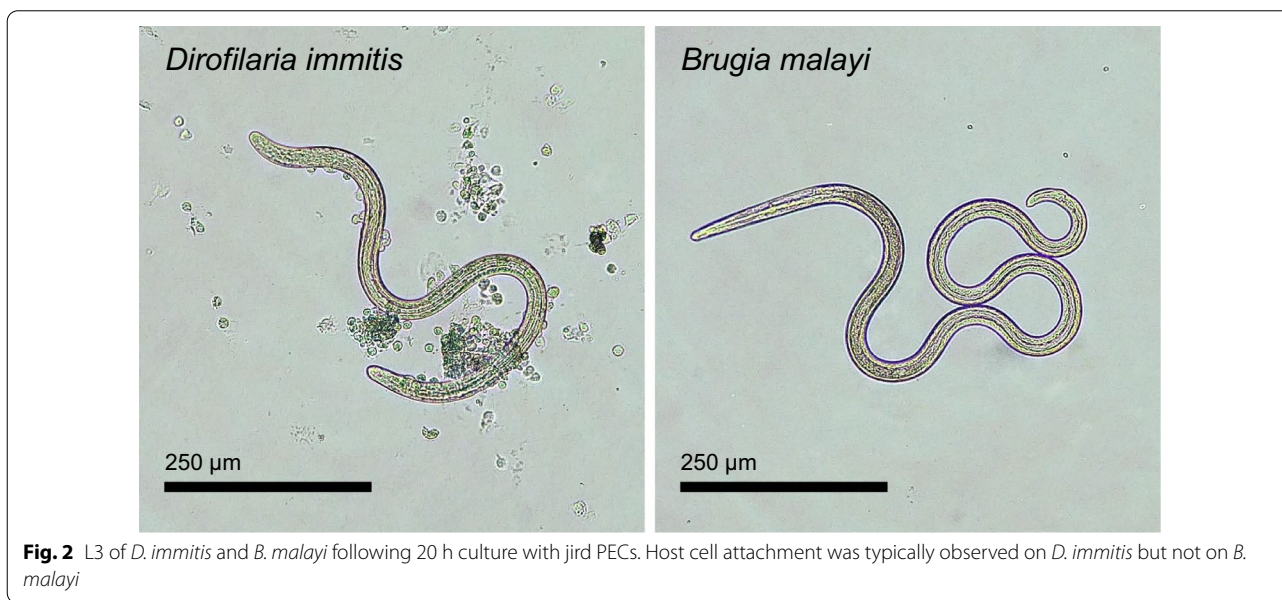 Dirofilaria immitis
Brugia malayi
250 µm
250 µm
Fig. 2 L3 of D. immitis and B. malayi following 20 h culture with jird PECs. Host cell attachment was typically observed on D. immitis but not on B.
malayi